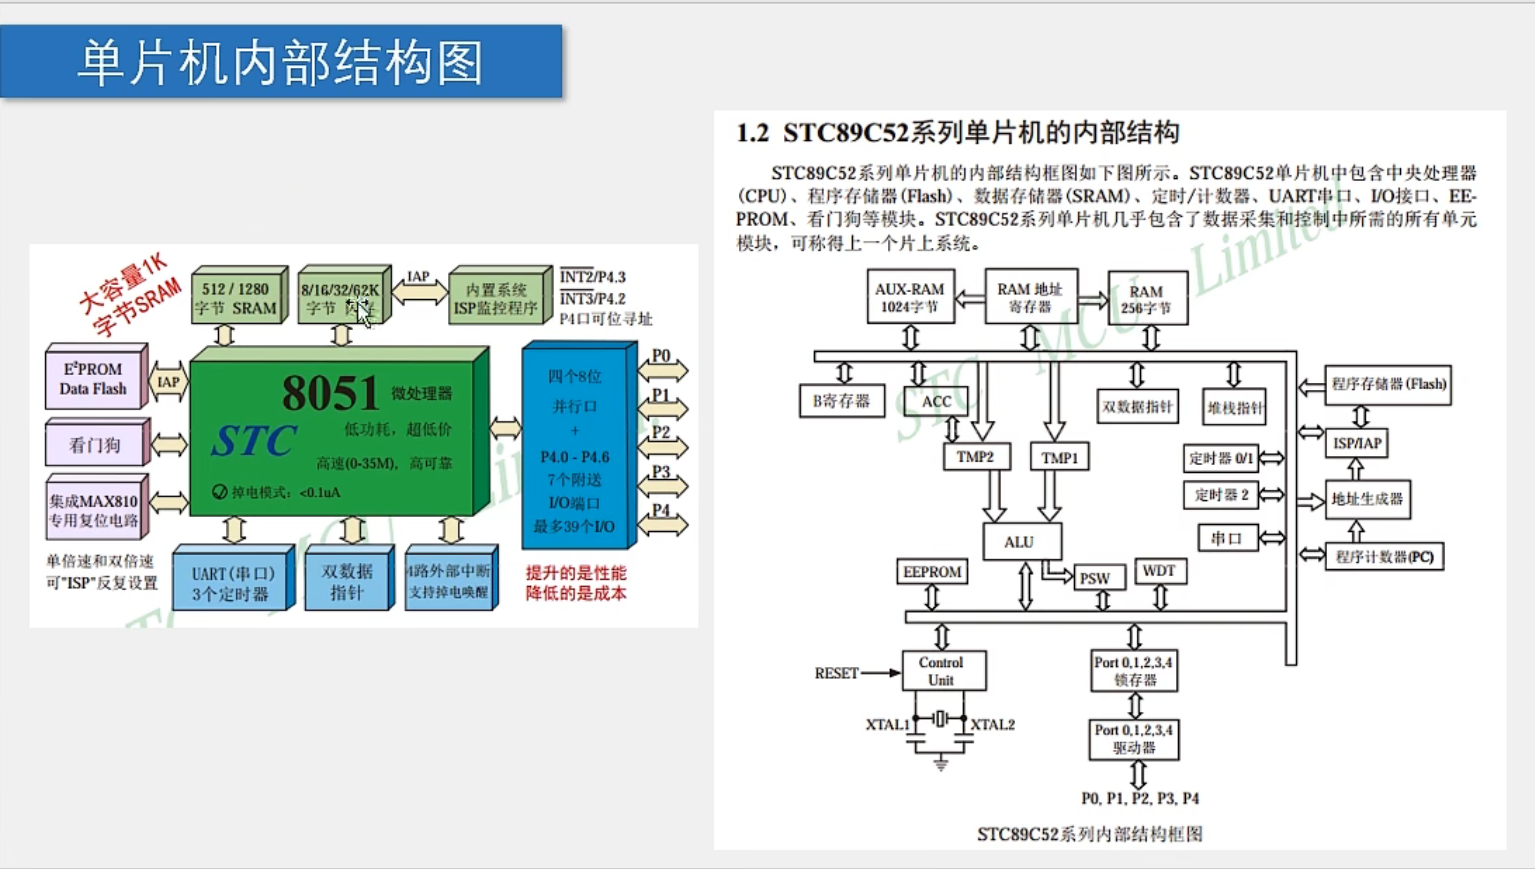 单片机内部结构图
大容量1K
字节SRAM
512 / 1280
字节 SRAM
8/16/32/62K
字节
IAP
内置系统
ISP监控程序
INT2/P4.3
INT3/P4.2
P4口可位寻址
E²PROM
Data Flash
IAP
看门狗
集成MAX810
专用复位电路
单倍速和双倍速
可"ISP"反复设置
8051 微处理器
STC
低功耗，超低价
高速(0-35M)，高可靠
掉电模式：<0.1uA
四个8位
并行口
+
P4.0 - P4.6
7个附送
I/O端口
最多39个I/O
P0
P1
P2
P3
P4
UART(串口)
3个定时器
双数据
指针
4路外部中断
支持掉电唤醒
提升的是性能
降低的是成本
1.2 STC89C52系列单片机的内部结构
STC89C52系列单片机的内部结构框图如下图所示。STC89C52单片机中包含中央处理器
(CPU)、程序存储器(Flash)、数据存储器(SRAM)、定时/计数器、UART串口、I/O接口、EE-
PROM、看门狗等模块。STC89C52系列单片机几乎包含了数据采集和控制中所需的所有单元
模块，可称得上一个片上系统。
STC MCU Limited
AUX-RAM
1024字节
RAM 地址
寄存器
RAM
256字节
B寄存器
ACC
双数据指针
堆栈指针
程序存储器(Flash)
ISP/IAP
TMP2
TMP1
定时器 0/1
定时器 2
地址生成器
串口
程序计数器(PC)
ALU
EEPROM
PSW
WDT
RESET
Control
Unit
XTAL1
XTAL2
Port 0,1,2,3,4
锁存器
Port 0,1,2,3,4
驱动器
P0, P1, P2, P3, P4
STC89C52系列内部结构框图